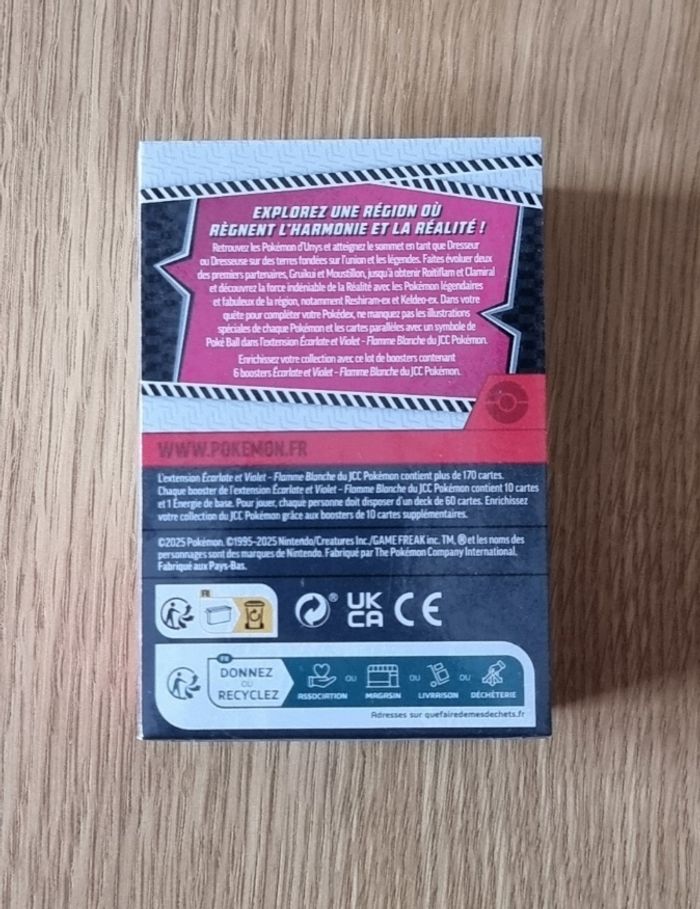 EXPLOREZ UNE RÉGION OÙ
RÈGNENT L'HARMONIE ET LA RÉALITÉ !
Retrouvez les Pokémon d'Unys et atteignez le sommet en tant que Dresseur
ou Dresseuse sur des terres fondées sur l'union et les légendes. Faites évoluer deux
des premiers partenaires, Gruikui et Moustillon, jusqu'à obtenir Roitiflam et Clamiral
et découvrez la force indéniable de la Réalité avec les Pokémon légendaires
et fabuleux de la région, notamment Reshiram-ex et Keldeo-ex. Dans votre
quête pour compléter votre Pokédex, ne manquez pas les illustrations
spéciales de chaque Pokémon et les cartes parallèles avec un symbole de
Poké Ball dans l'extension Écarlate et Violet – Flamme Blanche du JCC Pokémon.
Enrichissez votre collection avec ce lot de boosters contenant
6 boosters Écarlate et Violet – Flamme Blanche du JCC Pokémon.
WWW.POKEMON.FR
L'extension Écarlate et Violet – Flamme Blanche du JCC Pokémon contient plus de 170 cartes.
Chaque booster de l'extension Écarlate et Violet – Flamme Blanche du JCC Pokémon contient 10 cartes
et 1 Énergie de base. Pour jouer, chaque personne doit disposer d'un deck de 60 cartes. Enrichissez
votre collection du JCC Pokémon grâce aux boosters de 10 cartes supplémentaires.
©2025 Pokémon. ©1995-2025 Nintendo/Creatures Inc./GAME FREAK inc. TM, ® et les noms des
personnages sont des marques de Nintendo. Fabriqué par The Pokémon Company International.
Fabriqué aux Pays-Bas.
® UK
CA CE
FR
DONNEZ
OU
RECYCLEZ
ASSOCIATION OU MAGASIN OU LIVRAISON OU DÉCHÈTERIE
Adresses sur quefairedemesdechets.fr